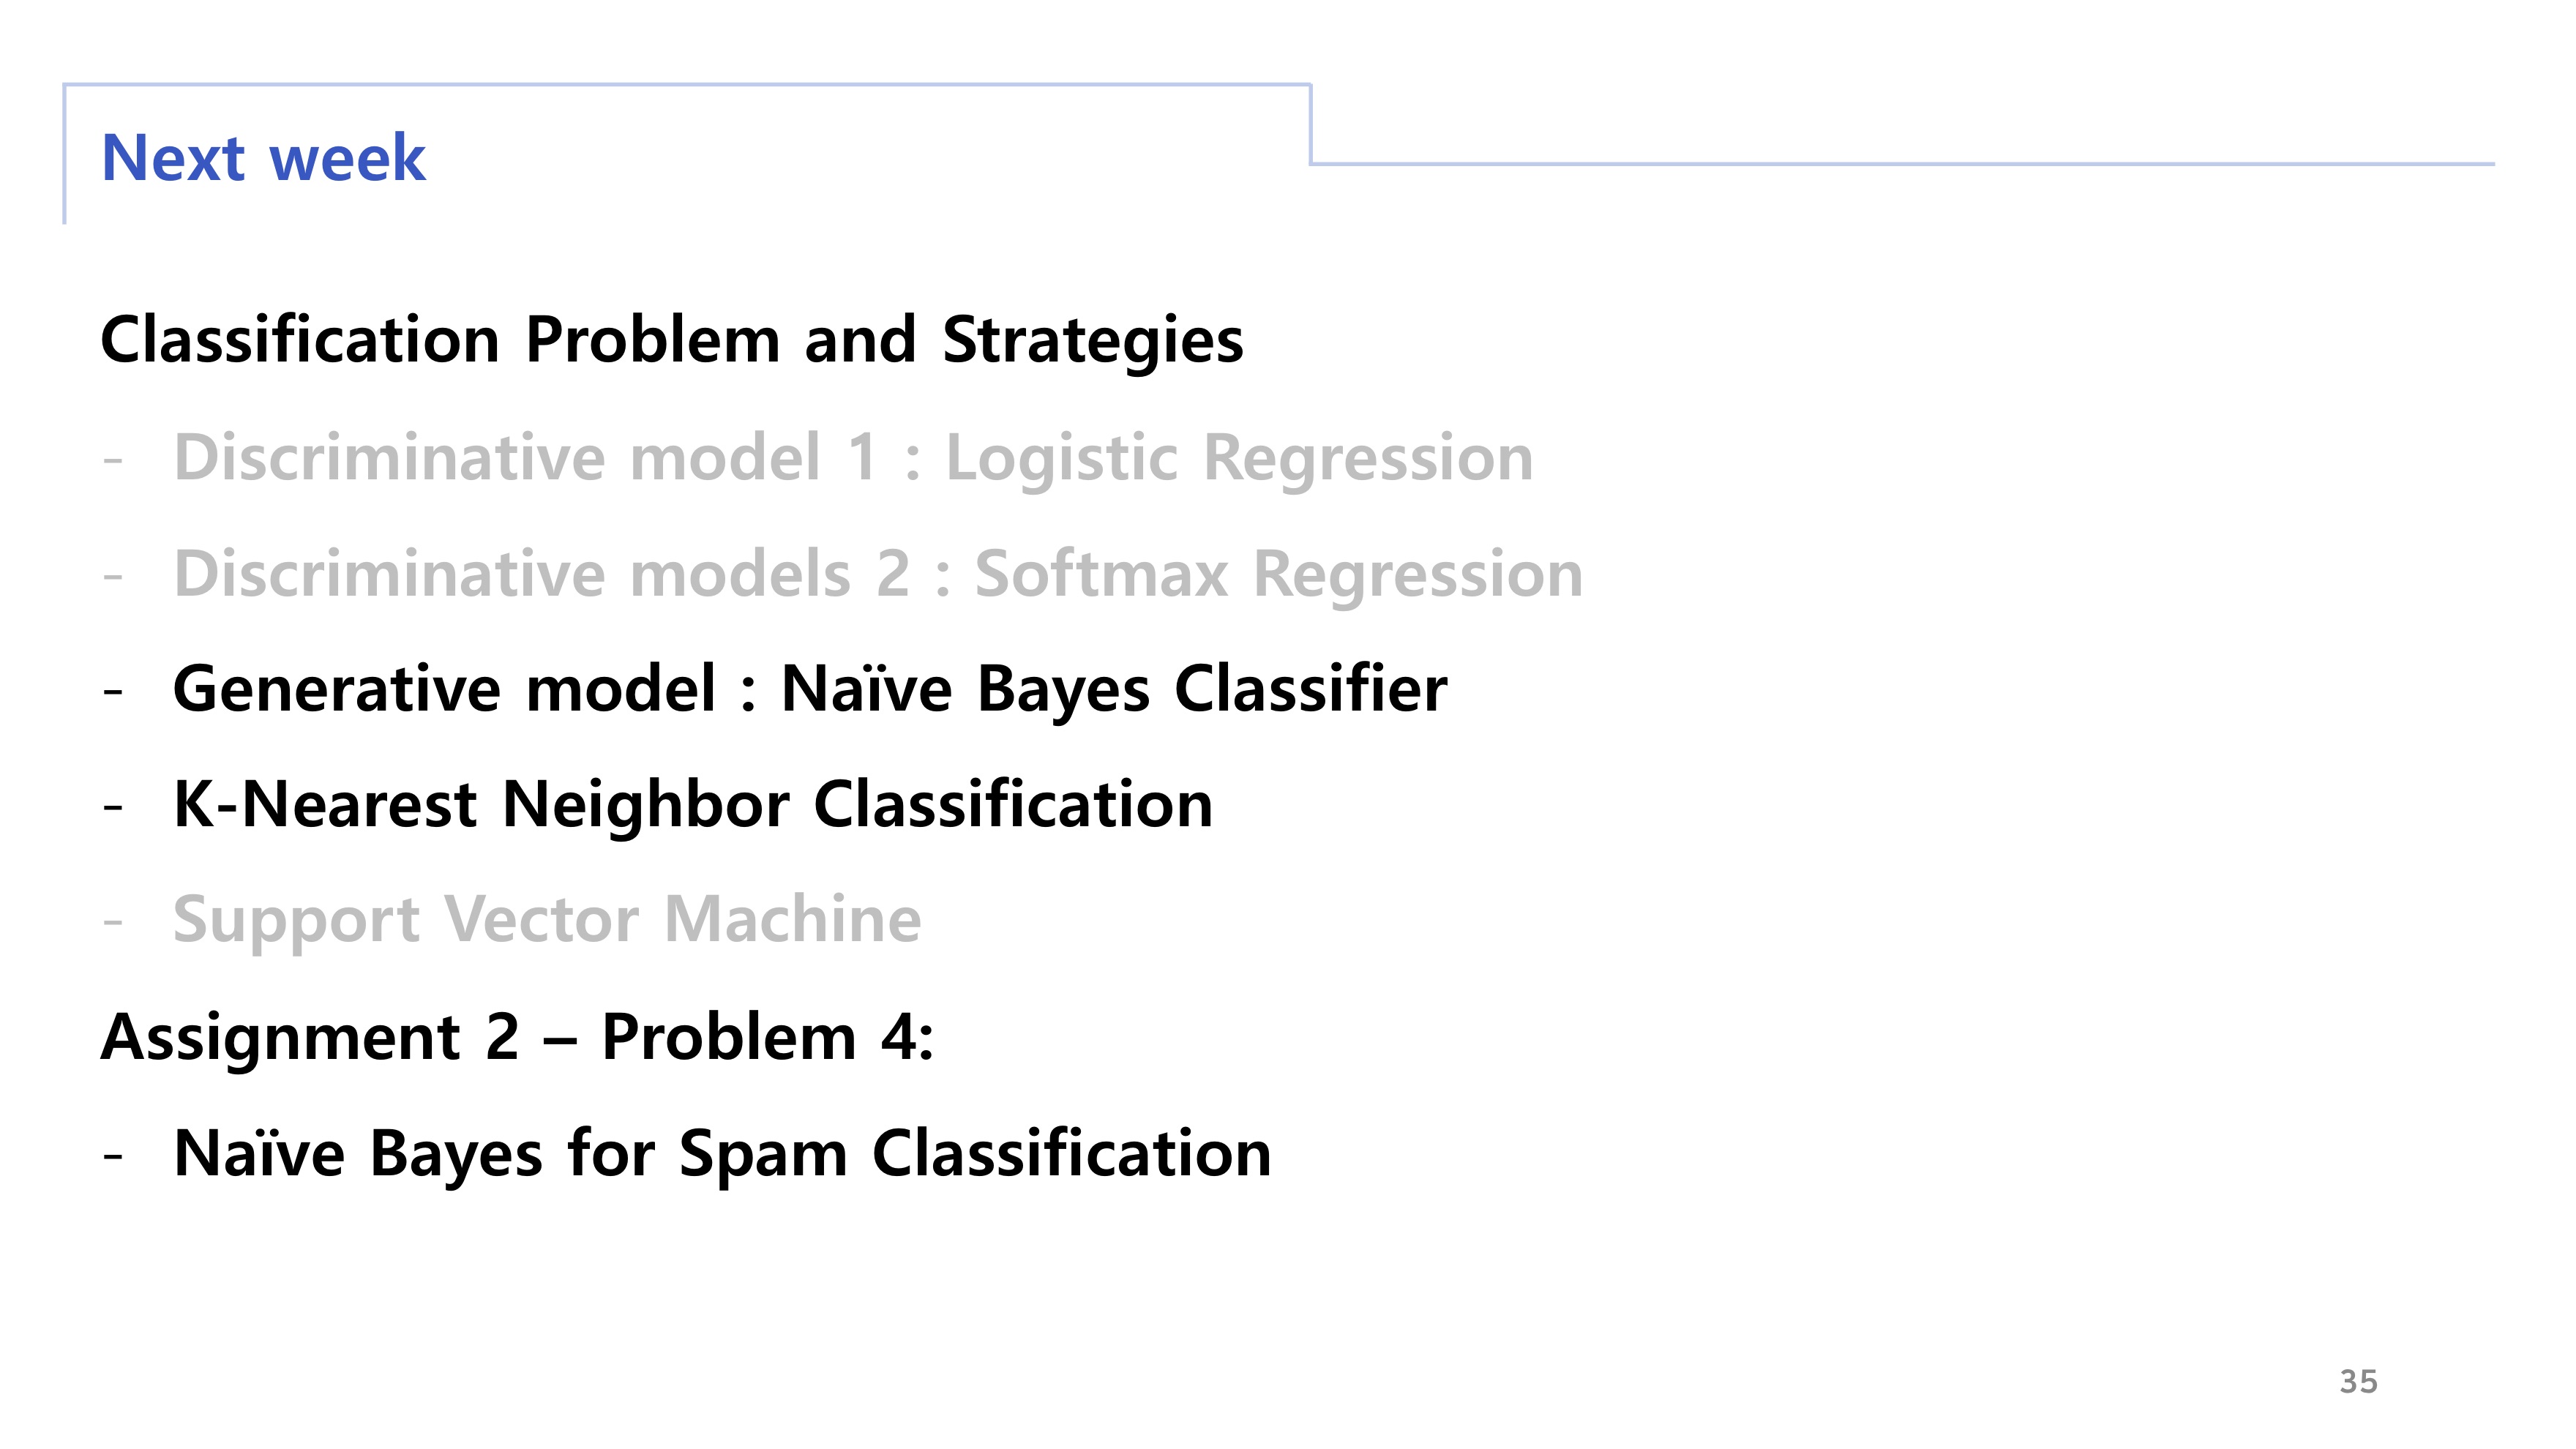 Next week
Classification Problem and Strategies
- Discriminative model 1 : Logistic Regression
- Discriminative models 2 : Softmax Regression
- Generative model : Naïve Bayes Classifier
- K-Nearest Neighbor Classification
- Support Vector Machine
Assignment 2 – Problem 4:
- Naïve Bayes for Spam Classification
35